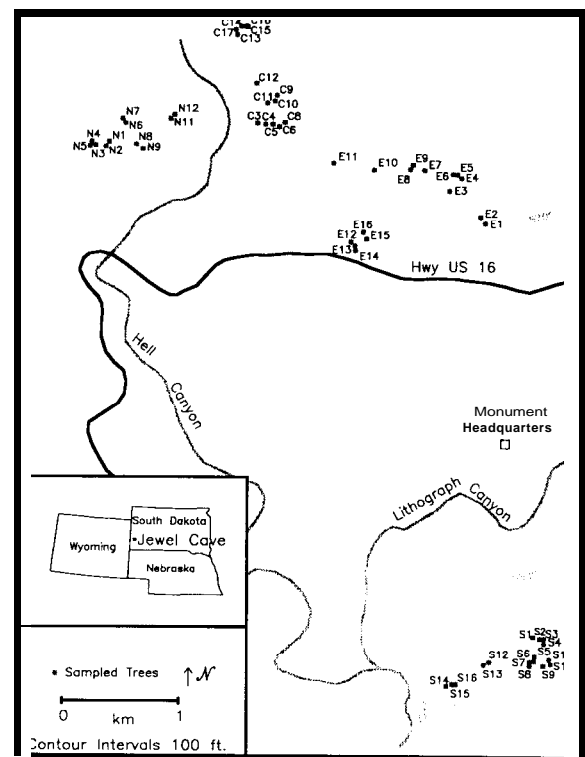 C14 C16
C17 C15
C13
C12
C9
C11 C10
C3 C4 C8
C5 C6
N7
N6
N12
N11
N4 N1 N8
N5 N3 N2 N9
E11
E10
E9
E7
E8
E6 E5
E4
E3
E2
E1
E16
E12 E15
E13 E14
Hwy US 16
Hell
Canyon
Monument
Headquarters
Lithograph Canyon
South Dakota
Wyoming
Jewel Cave
Nebraska
Sampled Trees
N
0 1
km
Contour Intervals 100 ft.
S1 S2 S3
S4
S6 S5
S7 S1
S8 S9 S1
S12
S13
S14 S16
S15